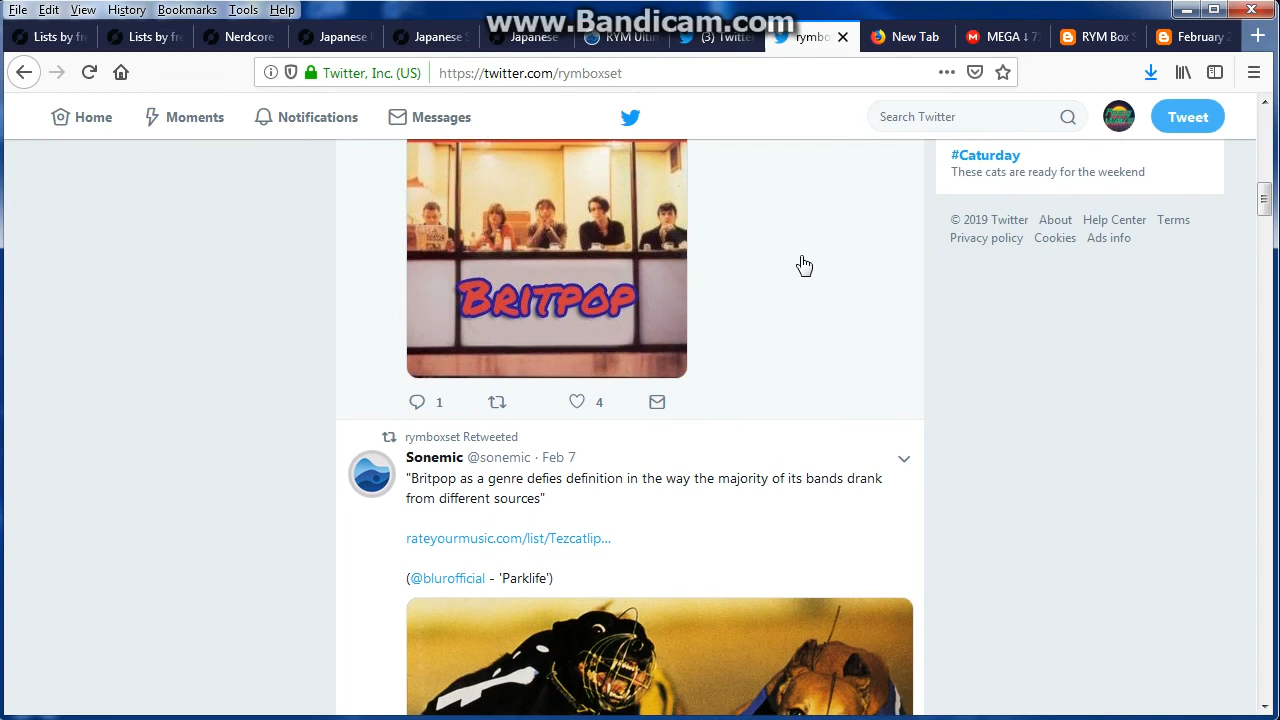 File Edit View History Bookmarks Tools Help
www.Bandicam.com
Lists by fre
Lists by fre
Nerdcore
Japanese
Japanese S
Japanese
RYM Ultim
(3) Twitte
rymbo
New Tab
MEGA
RYM Box S
February 2
Twitter, Inc. (US)
https://twitter.com/rymboxset
Home
Moments
Notifications
Messages
Search Twitter
Tweet
#Caturday
These cats are ready for the weekend
© 2019 Twitter About Help Center Terms
Privacy policy Cookies Ads info
BRITPOP
1
4
rymboxset Retweeted
Sonemic @sonemic · Feb 7
"Britpop as a genre defies definition in the way the majority of its bands drank
from different sources"
rateyourmusic.com/list/Tezcatlip...
(@blurofficial - 'Parklife')